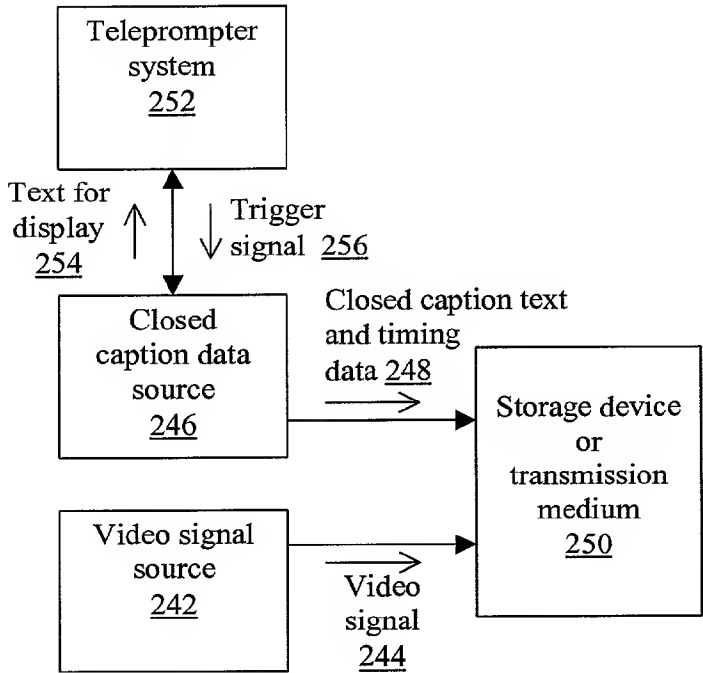 Teleprompter
system
252
Text for
display
254
Trigger
signal 256
Closed
caption data
source
246
Closed caption text
and timing
data 248
Storage device
or
transmission
medium
250
Video signal
source
242
Video
signal
244